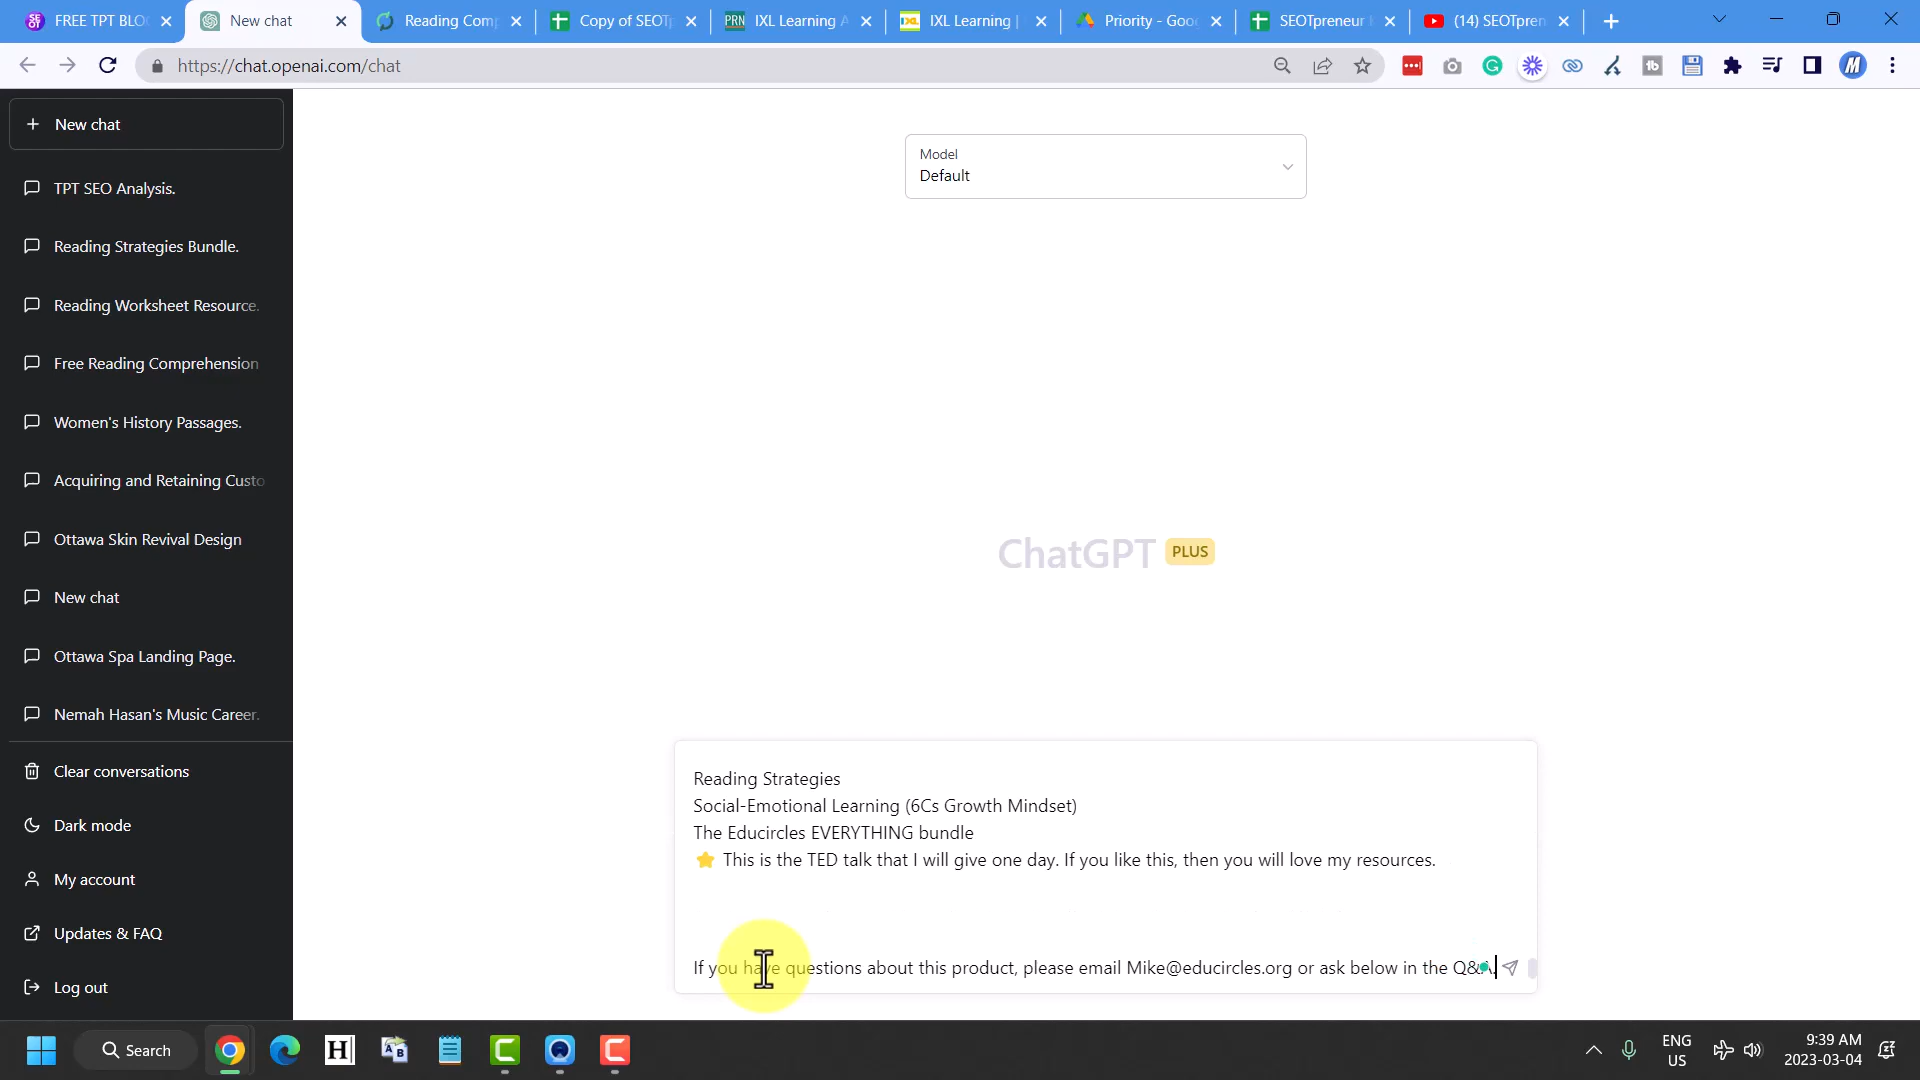 FREE TPT BLO
New chat
Reading Comp
Copy of SEOTp
PRN
IXL Learning A
IXL
IXL Learning |
Priority - Goog
SEOTpreneur
(14) SEOTpren
https://chat.openai.com/chat
New chat
TPT SEO Analysis.
Reading Strategies Bundle.
Reading Worksheet Resource.
Free Reading Comprehension
Women's History Passages.
Acquiring and Retaining Custo
Ottawa Skin Revival Design
New chat
Ottawa Spa Landing Page.
Nemah Hasan's Music Career.
Clear conversations
Dark mode
My account
Updates & FAQ
Log out
Model
Default
ChatGPT PLUS
Reading Strategies
Social-Emotional Learning (6Cs Growth Mindset)
The Educircles EVERYTHING bundle
⭐ This is the TED talk that I will give one day. If you like this, then you will love my resources.
If you have questions about this product, please email Mike@educircles.org or ask below in the Q&A.
Search
ENG
US
9:39 AM
2023-03-04